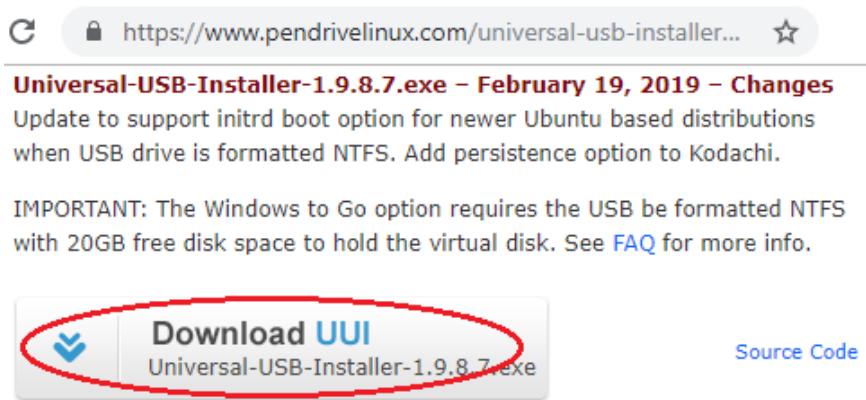 https://www.pendrivelinux.com/universal-usb-installer...
Universal-USB-Installer-1.9.8.7.exe – February 19, 2019 – Changes
Update to support initrd boot option for newer Ubuntu based distributions
when USB drive is formatted NTFS. Add persistence option to Kodachi.
IMPORTANT: The Windows to Go option requires the USB be formatted NTFS
with 20GB free disk space to hold the virtual disk. See FAQ for more info.
Download UUI
Universal-USB-Installer-1.9.8.7.exe
Source Code